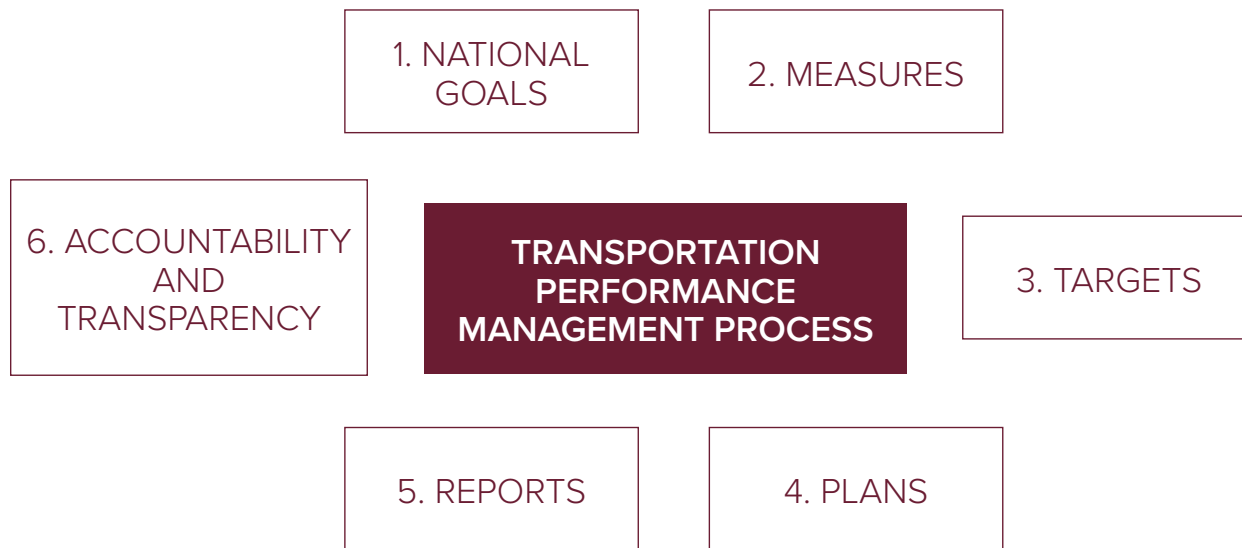 1. NATIONAL
GOALS
2. MEASURES
6. ACCOUNTABILITY
AND
TRANSPARENCY
TRANSPORTATION
PERFORMANCE
MANAGEMENT PROCESS
3. TARGETS
5. REPORTS
4. PLANS